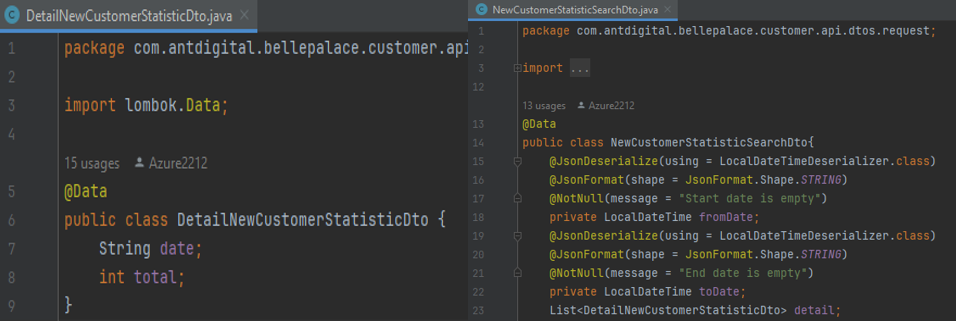 DetailNewCustomerStatisticDto.java
1 package com.antdigital.bellepalace.customer.api
2
3 import lombok.Data;
4
15 usages Azure2212
5 @Data
6 public class DetailNewCustomerStatisticDto {
7 String date;
8 int total;
9 }
NewCustomerStatisticSearchDto.java
1 package com.antdigital.bellepalace.customer.api.dtos.request;
2
3 import ...
12
13 usages Azure2212
13 @Data
14 public class NewCustomerStatisticSearchDto{
15 @JsonDeserialize(using = LocalDateTimeDeserializer.class)
16 @JsonFormat(shape = JsonFormat.Shape.STRING)
17 @NotNull(message = "Start date is empty")
18 private LocalDateTime fromDate;
19 @JsonDeserialize(using = LocalDateTimeDeserializer.class)
20 @JsonFormat(shape = JsonFormat.Shape.STRING)
21 @NotNull(message = "End date is empty")
22 private LocalDateTime toDate;
23 List<DetailNewCustomerStatisticDto> detail;